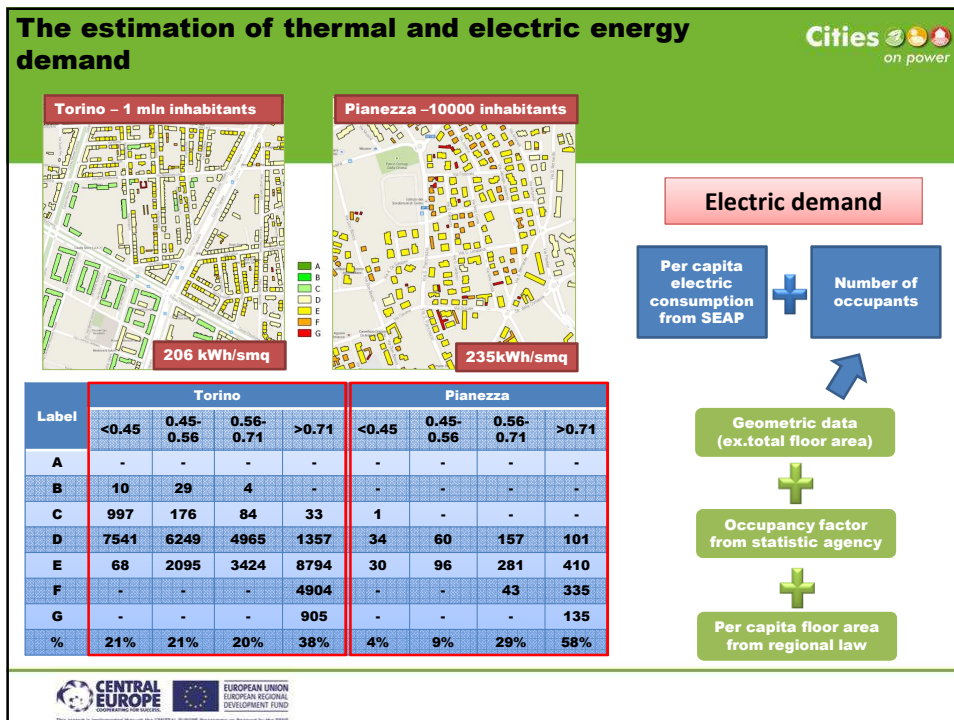 The estimation of thermal and electric energy
demand
Cities
on power
Torino – 1 mln inhabitants
Pianezza –10000 inhabitants
A
B
C
D
E
F
G
206 kWh/smq
235kWh/smq
Electric demand
Per capita
electric
consumption
from SEAP
Number of
occupants
Geometric data
(ex.total floor area)
Occupancy factor
from statistic agency
Per capita floor area
from regional law
Label Torino Pianezza
<0.45 0.45-0.56 0.56-0.71 >0.71 <0.45 0.45-0.56 0.56-0.71 >0.71
A - - - - - - - -
B 10 29 4 - - - - -
C 997 176 84 33 1 - - -
D 7541 6249 4965 1357 34 60 157 101
E 68 2095 3424 8794 30 96 281 410
F - - - 4904 - - 43 335
G - - - 905 - - - 135
% 21% 21% 20% 38% 4% 9% 29% 58%
CENTRAL
EUROPE
COOPERATING FOR SUCCESS.
EUROPEAN UNION
EUROPEAN REGIONAL
DEVELOPMENT FUND